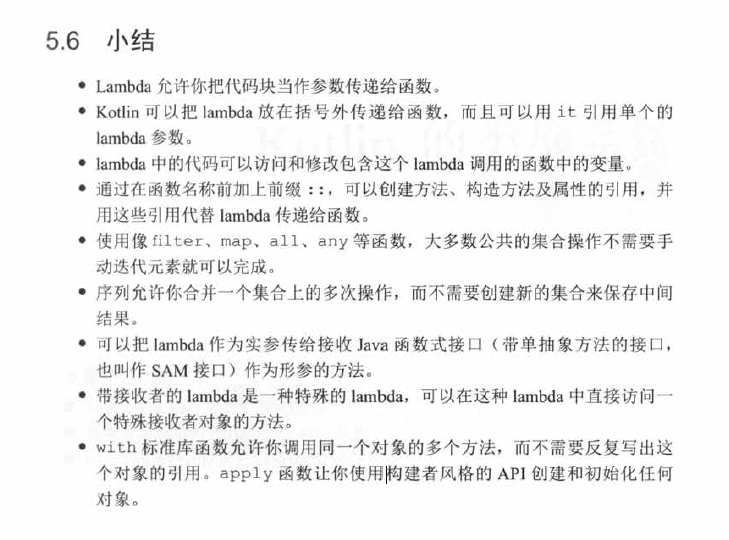 5.6 小结
● Lambda 允许你把代码块当作参数传递给函数。
● Kotlin 可以把 lambda 放在括号外传递给函数，而且可以用 it 引用单个的
lambda 参数。
● lambda 中的代码可以访问和修改包含这个 lambda 调用的函数中的变量。
● 通过在函数名称前加上前缀 ::，可以创建方法、构造方法及属性的引用，并
用这些引用代替 lambda 传递给函数。
● 使用像 filter、map、all、any 等函数，大多数公共的集合操作不需要手
动迭代元素就可以完成。
● 序列允许你合并一个集合上的多次操作，而不需要创建新的集合来保存中间
结果。
● 可以把 lambda 作为实参传给接收 Java 函数式接口（带单抽象方法的接口，
也叫作 SAM 接口）作为形参的方法。
● 带接收者的 lambda 是一种特殊的 lambda，可以在这种 lambda 中直接访问一
个特殊接收者对象的方法。
● with 标准库函数允许你调用同一个对象的多个方法，而不需要反复写出这
个对象的引用。apply 函数让你使用构建者风格的 API 创建和初始化任何
对象。